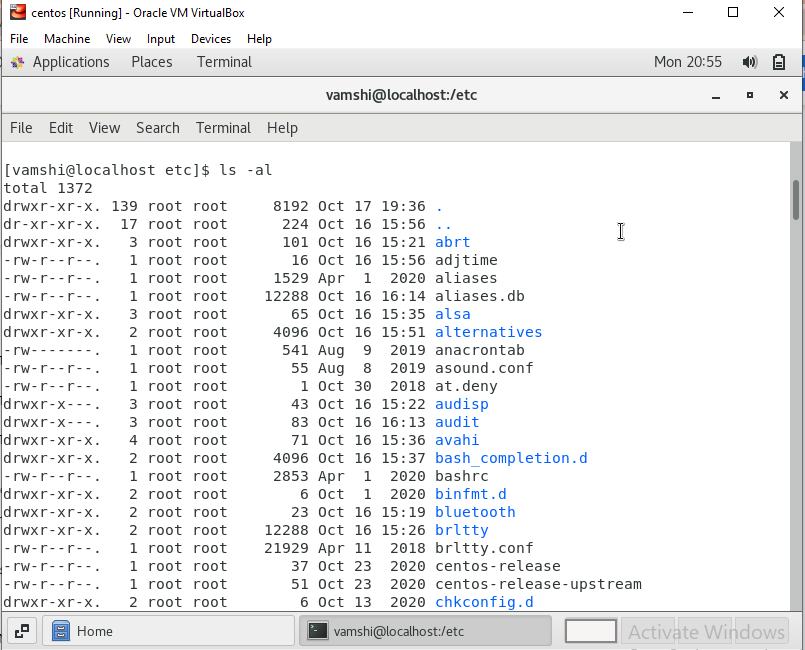 centos [Running] - Oracle VM VirtualBox
File Machine View Input Devices Help
Applications Places Terminal Mon 20:55
vamshi@localhost:/etc
File Edit View Search Terminal Help
[vamshi@localhost etc]$ ls -al
total 1372
drwxr-xr-x. 139 root root     8192 Oct 17 19:36 .
dr-xr-xr-x.  17 root root      224 Oct 16 15:56 ..
drwxr-xr-x.   3 root root      101 Oct 16 15:21 abrt
-rw-r--r--.   1 root root       16 Oct 16 15:56 adjtime
-rw-r--r--.   1 root root     1529 Apr  1  2020 aliases
-rw-r--r--.   1 root root    12288 Oct 16 16:14 aliases.db
drwxr-xr-x.   3 root root       65 Oct 16 15:35 alsa
drwxr-xr-x.   2 root root     4096 Oct 16 15:51 alternatives
-rw-------.   1 root root      541 Aug  9  2019 anacrontab
-rw-r--r--.   1 root root       55 Aug  8  2019 asound.conf
-rw-r--r--.   1 root root        1 Oct 30  2018 at.deny
drwxr-x---.   3 root root       43 Oct 16 15:22 audisp
drwxr-x---.   3 root root       83 Oct 16 16:13 audit
drwxr-xr-x.   4 root root       71 Oct 16 15:36 avahi
drwxr-xr-x.   2 root root     4096 Oct 16 15:37 bash_completion.d
-rw-r--r--.   1 root root     2853 Apr  1  2020 bashrc
drwxr-xr-x.   2 root root        6 Oct  1  2020 binfmt.d
drwxr-xr-x.   2 root root       23 Oct 16 15:19 bluetooth
drwxr-xr-x.   2 root root    12288 Oct 16 15:26 brltty
-rw-r--r--.   1 root root    21929 Apr 11  2018 brltty.conf
-rw-r--r--.   1 root root       37 Oct 23  2020 centos-release
-rw-r--r--.   1 root root       51 Oct 23  2020 centos-release-upstream
drwxr-xr-x.   2 root root        6 Oct 13  2020 chkconfig.d
Home vamshi@localhost:/etc Activate Windows